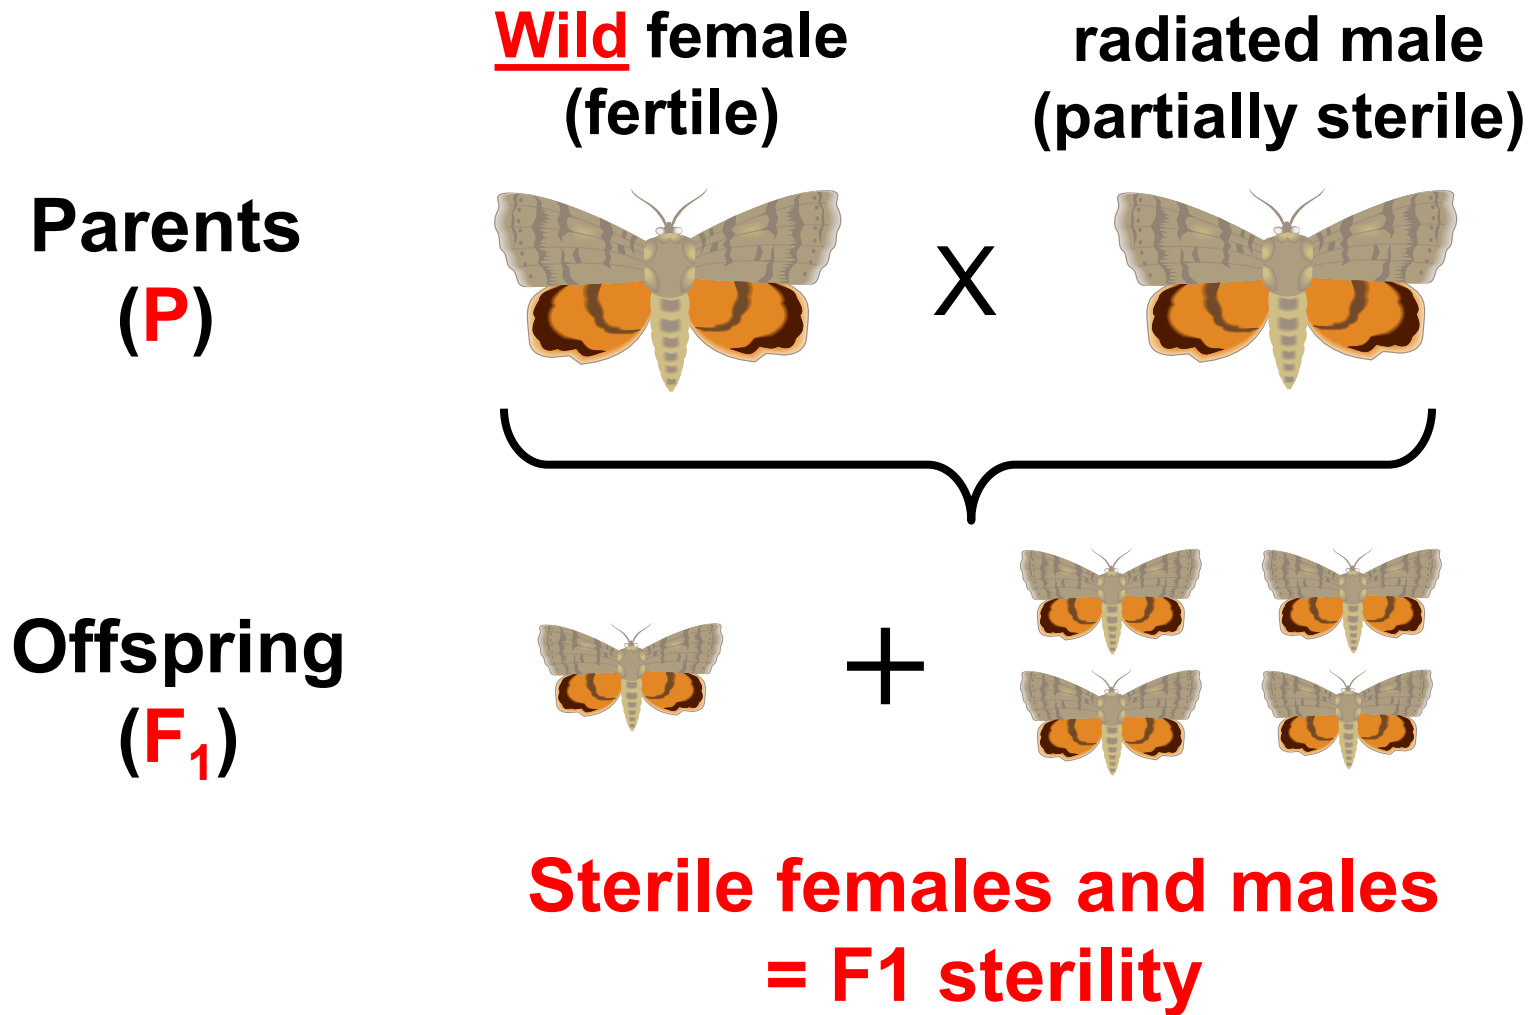 Wild female
(fertile)
radiated male
(partially sterile)
Parents
(P)
X
Offspring
(F₁)
+
Sterile females and males
= F1 sterility